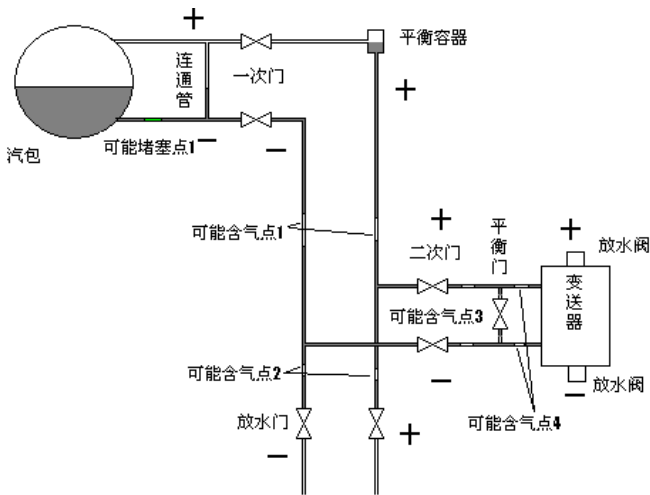 +
平衡容器
连通管
一次门
+
可能堵塞点1
−
−
汽包
可能含气点1
+
二次门
平衡门
+
放水阀
变送器
可能含气点3
可能含气点2
−
−
放水阀
放水门
可能含气点4
+
−